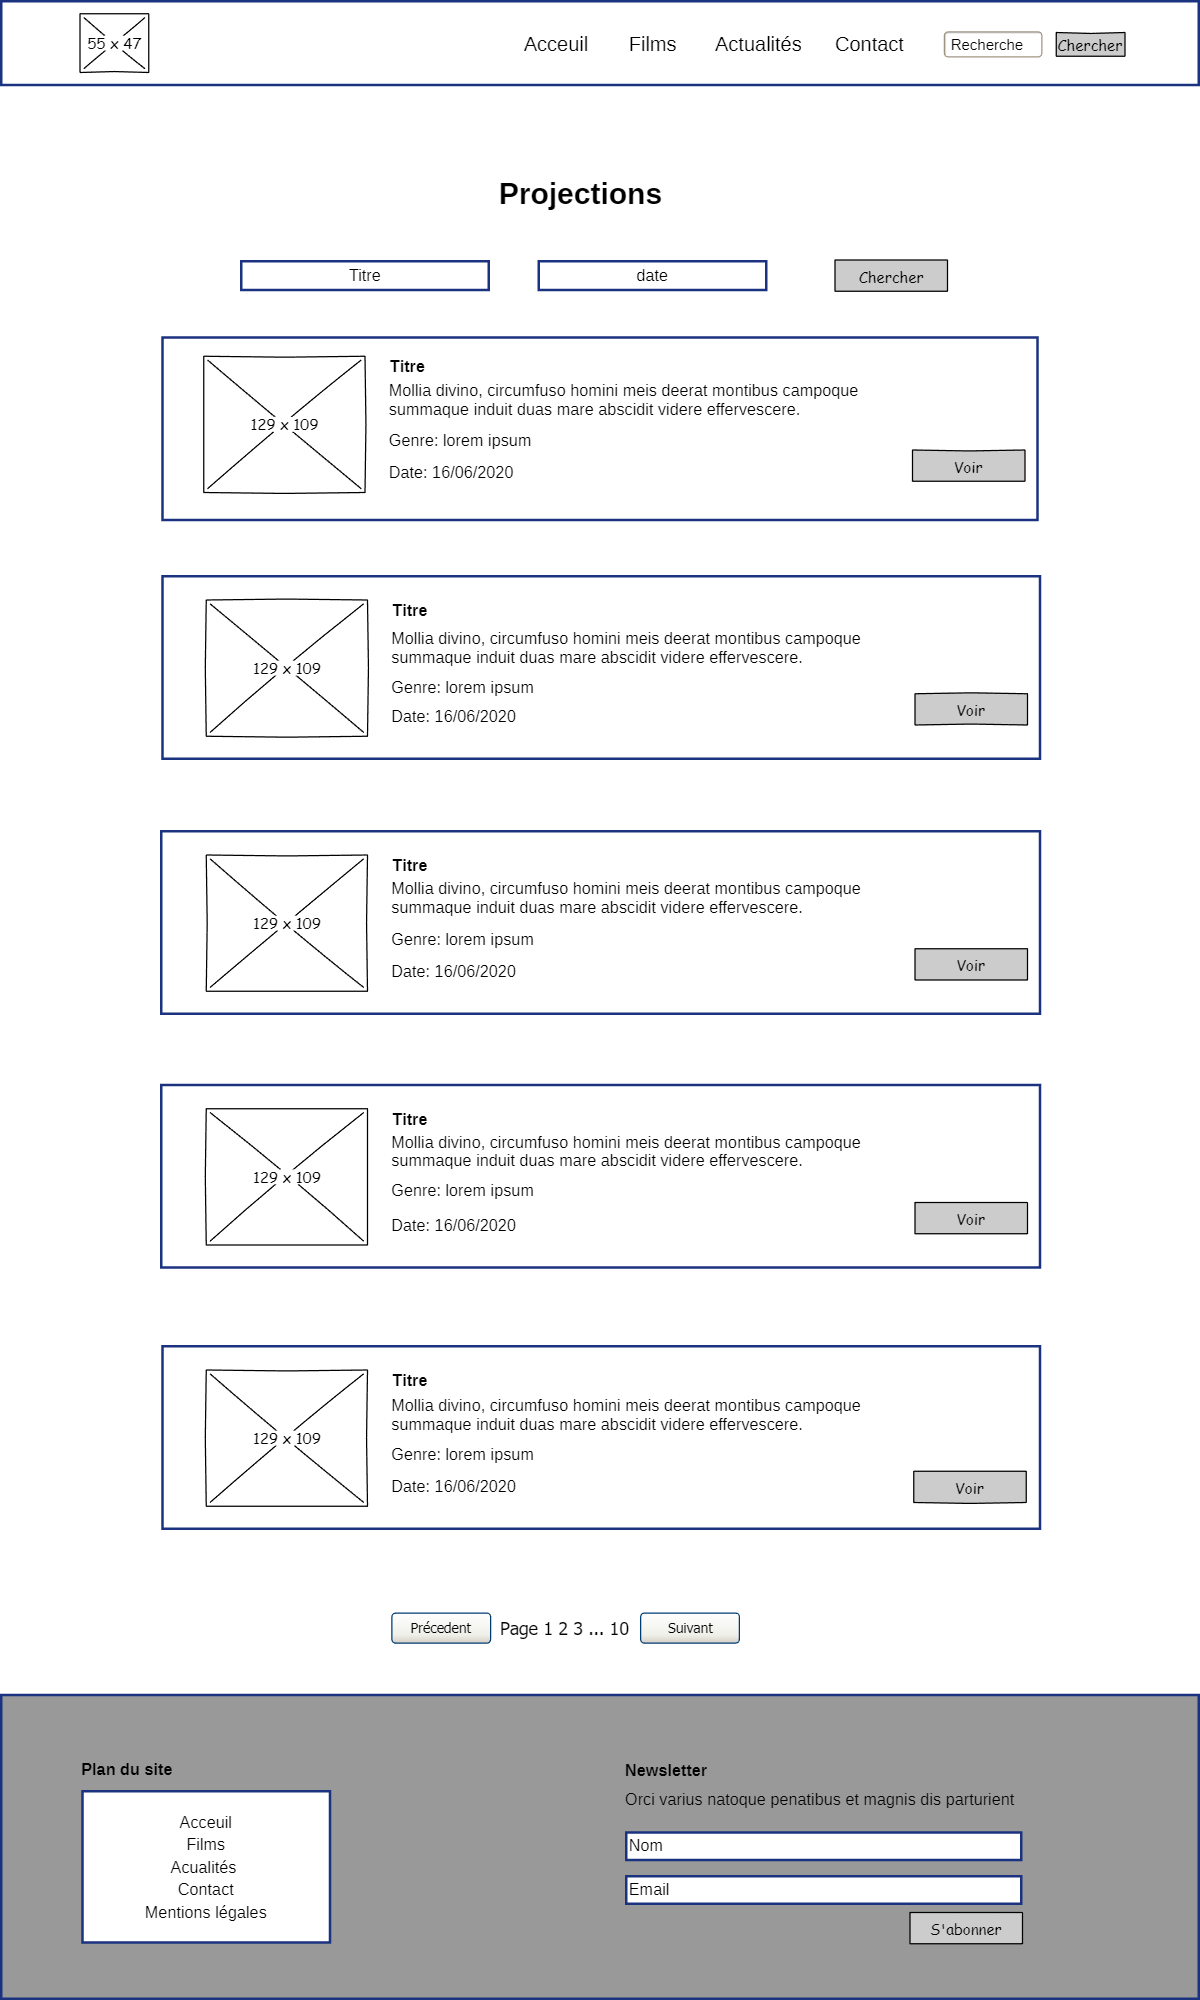 55 x 47
Acceuil Films Actualités Contact Recherche Chercher
Projections
Titre date Chercher
129 x 109
Titre
Mollia divino, circumfuso homini meis deerat montibus campoque
summaque induit duas mare abscidit videre effervescere.
Genre: lorem ipsum
Date: 16/06/2020
Voir
129 x 109
Titre
Mollia divino, circumfuso homini meis deerat montibus campoque
summaque induit duas mare abscidit videre effervescere.
Genre: lorem ipsum
Date: 16/06/2020
Voir
129 x 109
Titre
Mollia divino, circumfuso homini meis deerat montibus campoque
summaque induit duas mare abscidit videre effervescere.
Genre: lorem ipsum
Date: 16/06/2020
Voir
129 x 109
Titre
Mollia divino, circumfuso homini meis deerat montibus campoque
summaque induit duas mare abscidit videre effervescere.
Genre: lorem ipsum
Date: 16/06/2020
Voir
129 x 109
Titre
Mollia divino, circumfuso homini meis deerat montibus campoque
summaque induit duas mare abscidit videre effervescere.
Genre: lorem ipsum
Date: 16/06/2020
Voir
Précedent Page 1 2 3 ... 10 Suivant
Plan du site
Acceuil
Films
Acualités
Contact
Mentions légales
Newsletter
Orci varius natoque penatibus et magnis dis parturient
Nom
Email
S'abonner